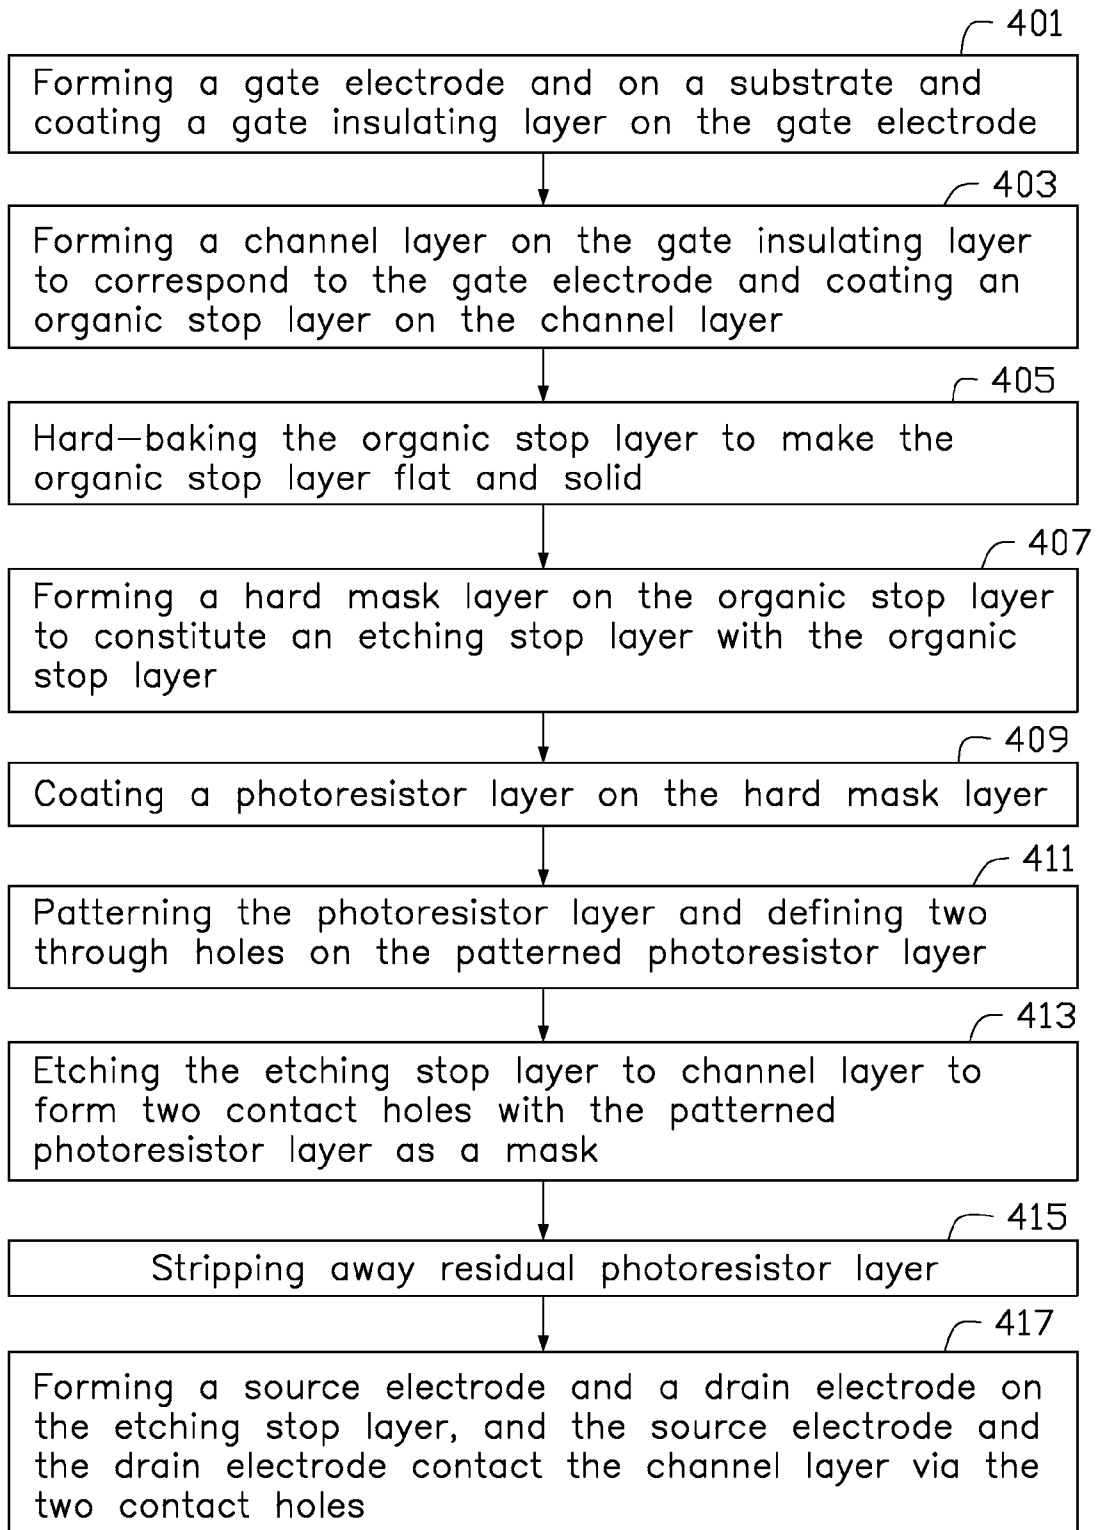 401
Forming a gate electrode and on a substrate and
coating a gate insulating layer on the gate electrode
403
Forming a channel layer on the gate insulating layer
to correspond to the gate electrode and coating an
organic stop layer on the channel layer
405
Hard-baking the organic stop layer to make the
organic stop layer flat and solid
407
Forming a hard mask layer on the organic stop layer
to constitute an etching stop layer with the organic
stop layer
409
Coating a photoresistor layer on the hard mask layer
411
Patterning the photoresistor layer and defining two
through holes on the patterned photoresistor layer
413
Etching the etching stop layer to channel layer to
form two contact holes with the patterned
photoresistor layer as a mask
415
Stripping away residual photoresistor layer
417
Forming a source electrode and a drain electrode on
the etching stop layer, and the source electrode and
the drain electrode contact the channel layer via the
two contact holes